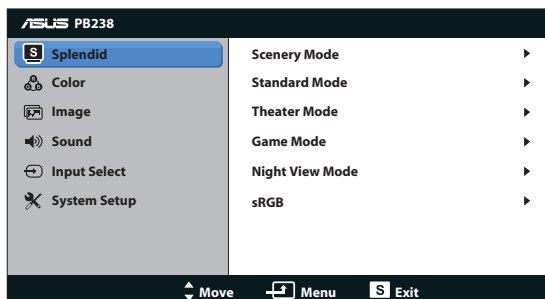 ASUS PB238
S Splendid
Color
Image
Sound
Input Select
System Setup
Scenery Mode
Standard Mode
Theater Mode
Game Mode
Night View Mode
sRGB
Move Menu S Exit